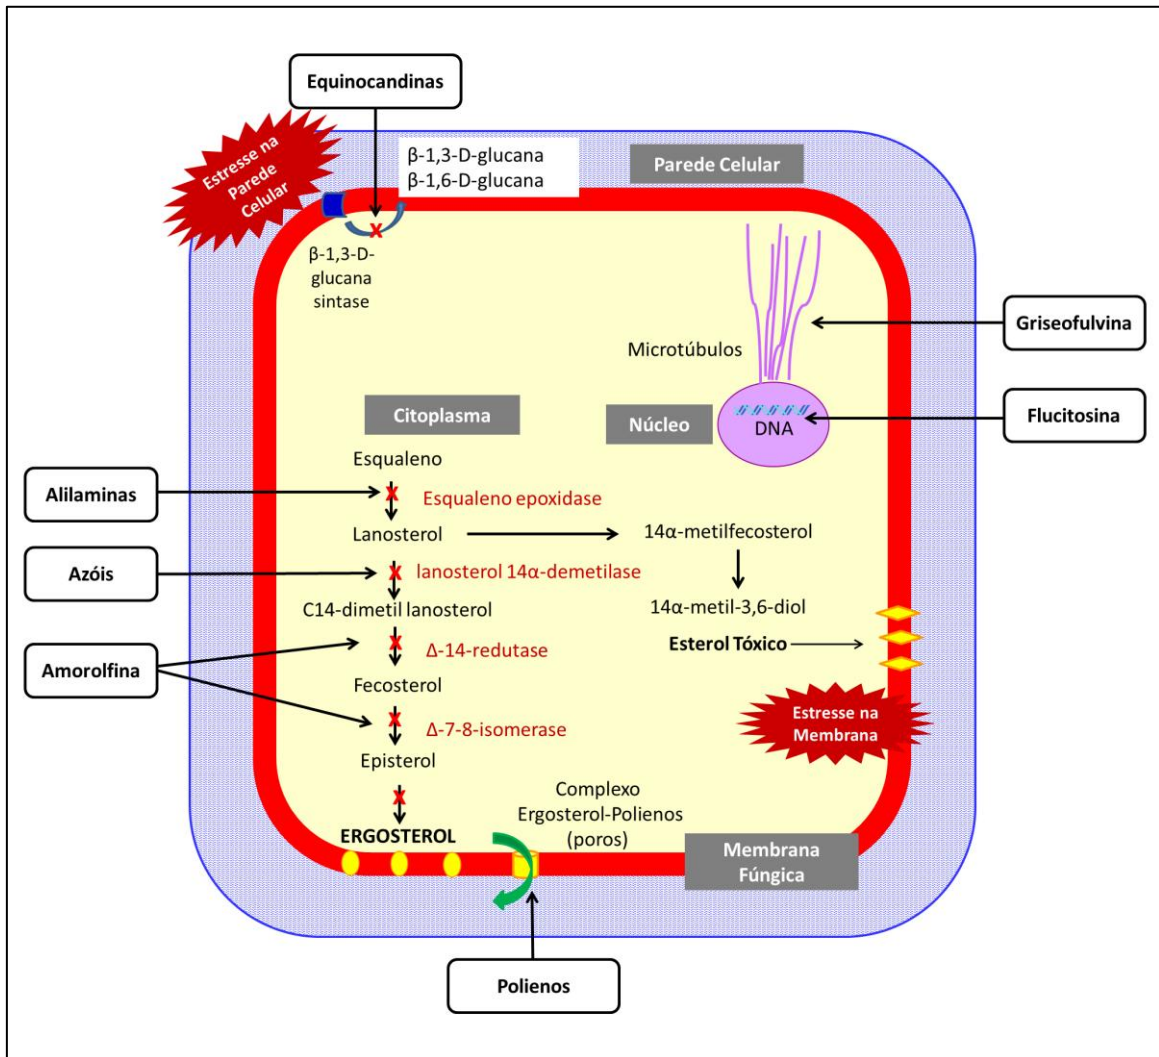 Equinocandinas
Estresse na
Parede
Celular
β-1,3-D-glucana
β-1,6-D-glucana
Parede Celular
β-1,3-D-
glucana
sintase
Microtúbulos
Griseofulvina
Citoplasma
Núcleo
DNA
Flucitosina
Esqueleno
Alilaminas
Esqualeno epoxidase
Lanosterol
14α-metilfecosterol
Azóis
lanosterol 14α-demetilase
C14-dimetil lanosterol
14α-metil-3,6-diol
Amorolfina
Δ-14-redutase
Esterol Tóxico
Fecosterol
Estresse na
Membrana
Δ-7-8-isomerase
Episterol
Complexo
Ergosterol-Polienos
(poros)
ERGOSTEROL
Membrana
Fúngica
Polienos